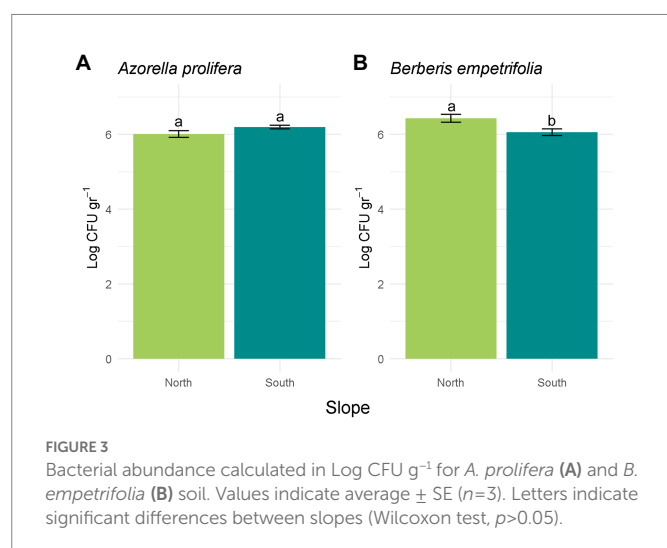 A Azorella prolifera
B Berberis empetrifolia
Log CFU gr⁻¹
6
4
2
0
a
a
North
South
Log CFU gr⁻¹
6
4
2
0
a
b
North
South
Slope
FIGURE 3
Bacterial abundance calculated in Log CFU g⁻¹ for A. prolifera (A) and B.
empetrifolia (B) soil. Values indicate average ± SE (n=3). Letters indicate
significant differences between slopes (Wilcoxon test, p>0.05).